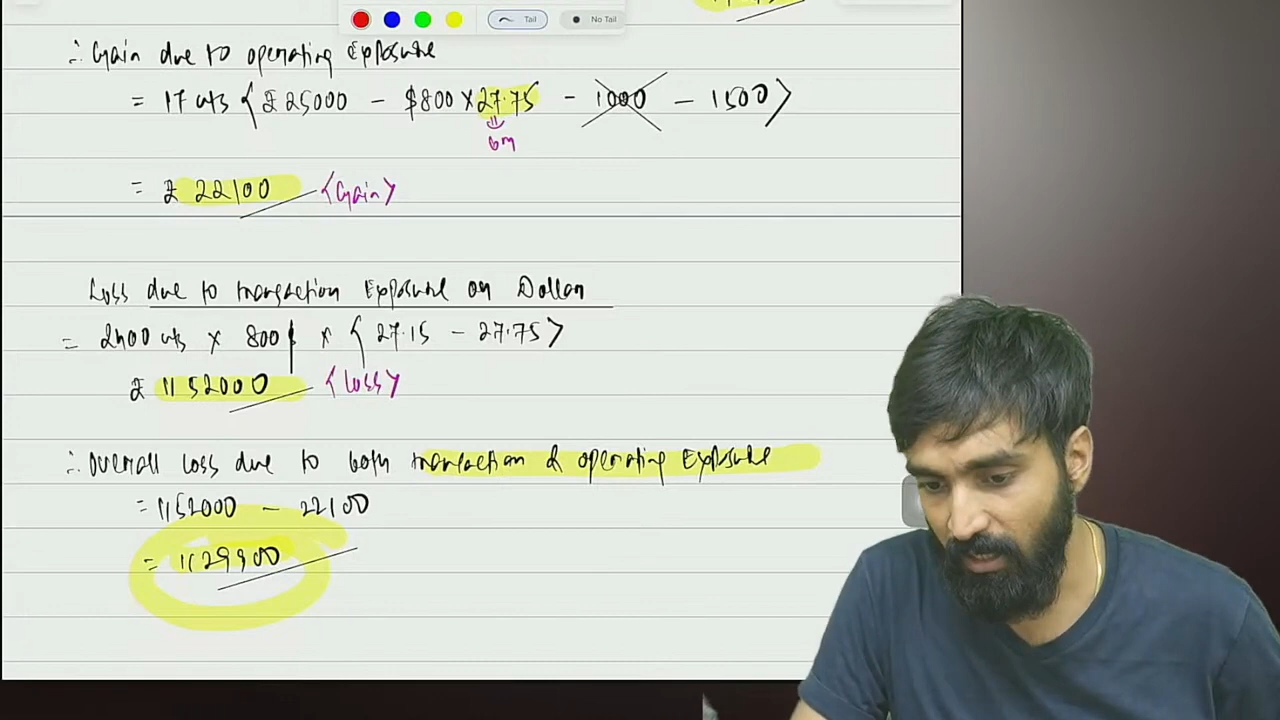 Tail No Tail
∴ Gain due to operating Exposure
= 17 uts { ₹ 25000 - $800 × 27.75 - 1000 - 1500 }
6m
= ₹ 22100 {Gain}
Loss due to transaction Exposure on Dollar
= 2400 uts × 800$ × { 27.15 - 27.75 }
₹ 1152000 {Loss}
∴ Overall Loss due to both transaction & operating Exposure
= 1152000 - 22100
= 1129900